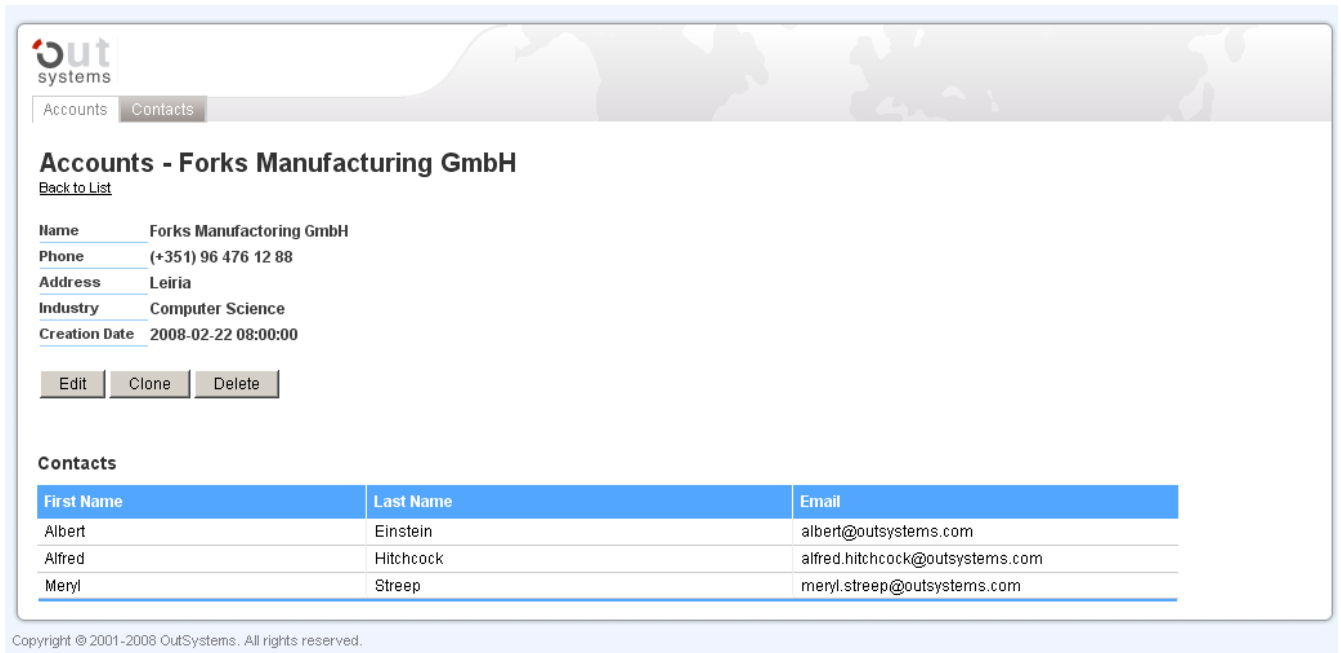 Out
systems
Accounts Contacts
Accounts - Forks Manufacturing GmbH
Back to List
Name Forks Manufactoring GmbH
Phone (+351) 96 476 12 88
Address Leiria
Industry Computer Science
Creation Date 2008-02-22 08:00:00
Edit Clone Delete
Contacts
First Name Last Name Email
Albert Einstein albert@outsystems.com
Alfred Hitchcock alfred.hitchcock@outsystems.com
Meryl Streep meryl.streep@outsystems.com
Copyright © 2001-2008 OutSystems. All rights reserved.